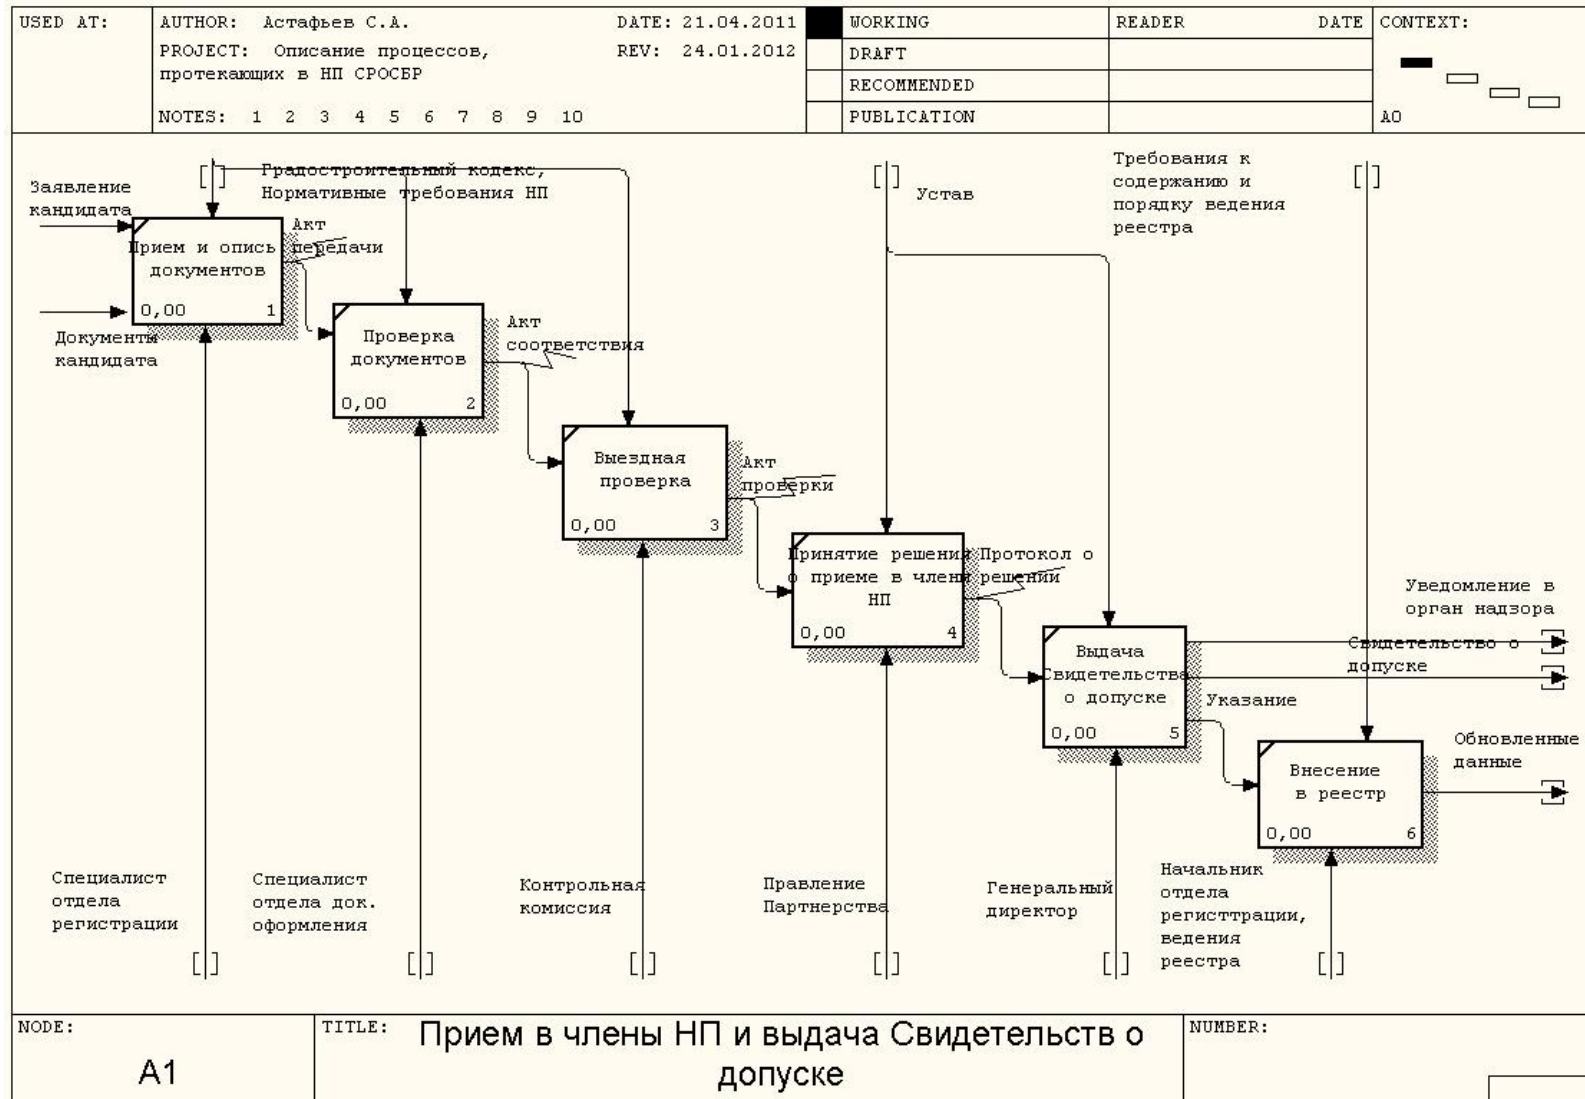 USED AT:
AUTHOR: Астафьев С.А.
DATE: 21.04.2011
PROJECT: Описание процессов,
протекающих в НП СРОСБР
REV: 24.01.2012
NOTES: 1 2 3 4 5 6 7 8 9 10
WORKING
DRAFT
RECOMMENDED
PUBLICATION
READER
DATE
CONTEXT:
A0
Заявление
кандидата
Документы
кандидата
Градостроительный кодекс,
Нормативные требования НП
Прием и опись
документов
0,00 1
Акт
передачи
Проверка
документов
0,00 2
Акт
соответствия
Выездная
проверка
0,00 3
Акт
проверки
Устав
Принятие решения
о приеме в члени
НП
0,00 4
Протокол о
решении
Требования к
содержанию и
порядку ведения
реестра
Выдача
Свидетельства
о допуске
0,00 5
Уведомление в
орган надзора
Свидетельство о
допуске
Указание
Внесение
в реестр
0,00 6
Обновленные
данные
Специалист
отдела
регистрации
Специалист
отдела док.
оформления
Контрольная
комиссия
Правление
Партнерства
Генеральный
директор
Начальник
отдела
регисттрации,
ведения
реестра
NODE:
A1
TITLE:
Прием в члены НП и выдача Свидетельств о
допуске
NUMBER: